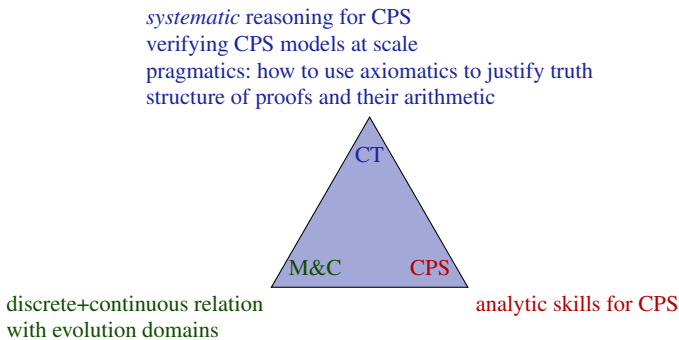 systematic reasoning for CPS
verifying CPS models at scale
pragmatics: how to use axiomatics to justify truth
structure of proofs and their arithmetic
CT
M&C
CPS
discrete+continuous relation
with evolution domains
analytic skills for CPS